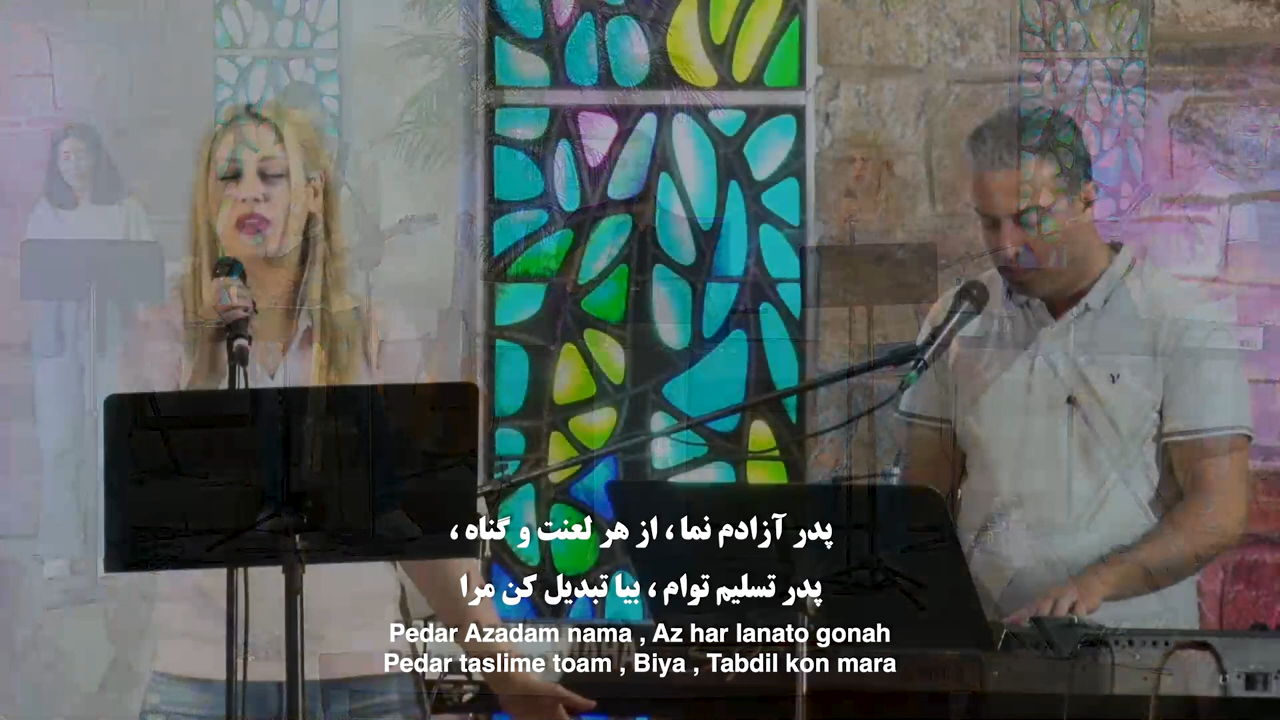 پدر آزادم نما ، از هر لعنت و گناه ،
پدر تسلیم توام ، بیا تبدیل کن مرا
Pedar Azadam nama , Az har lanato gonah
Pedar taslime toam , Biya , Tabdil kon mara